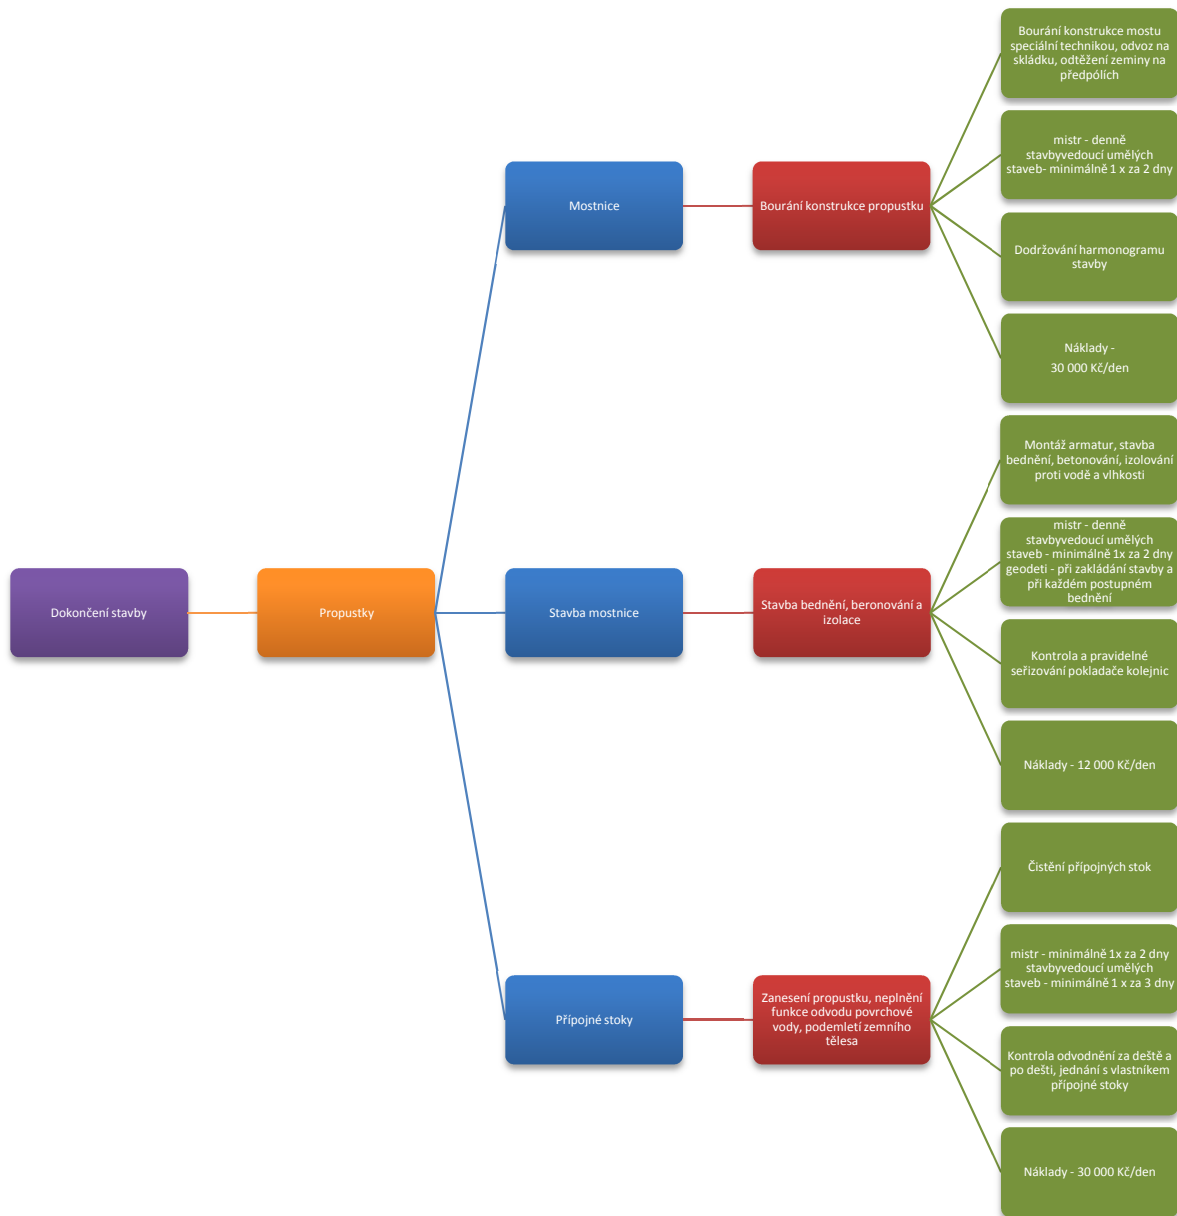 Dokončení stavby
Propustky
Mostnice
Bourání konstrukce propustku
Bourání konstrukce mostu
speciální technikou, odvoz na
skládku, odtěžení zeminy na
předpolích
mistr - denně
stavbyvedoucí umělých
staveb- minimálně 1 x za 2 dny
Dodržování harmonogramu
stavby
Náklady -
30 000 Kč/den
Stavba mostnice
Stavba bednění, beronování a
izolace
Montáž armatur, stavba
bednění, betonování, izolování
proti vodě a vlhkosti
mistr - denně
stavbyvedoucí umělých
staveb - minimálně 1x za 2 dny
geodeti - při zakládání stavby a
při každém postupném
bednění
Kontrola a pravidelné
seřizování pokladače kolejnic
Náklady - 12 000 Kč/den
Přípojné stoky
Zanesení propustku, neplnění
funkce odvodu povrchové
vody, podemletí zemního
tělesa
Čistění přípojných stok
mistr - minimálně 1x za 2 dny
stavbyvedoucí umělých
staveb - minimálně 1 x za 3 dny
Kontrola odvodnění za deště a
po dešti, jednání s vlastníkem
přípojné stoky
Náklady - 30 000 Kč/den